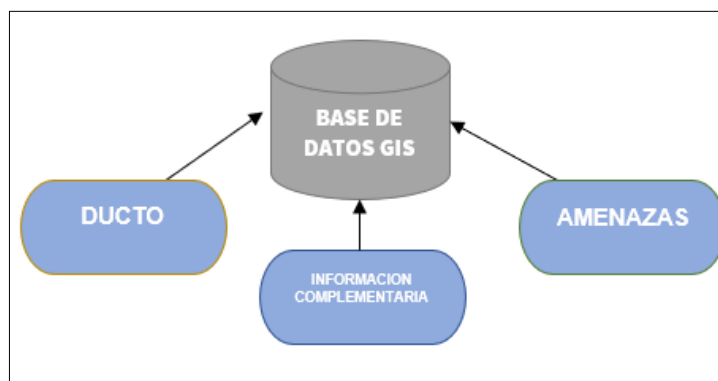 BASE DE
DATOS GIS
DUCTO
AMENAZAS
INFORMACION
COMPLEMENTARIA